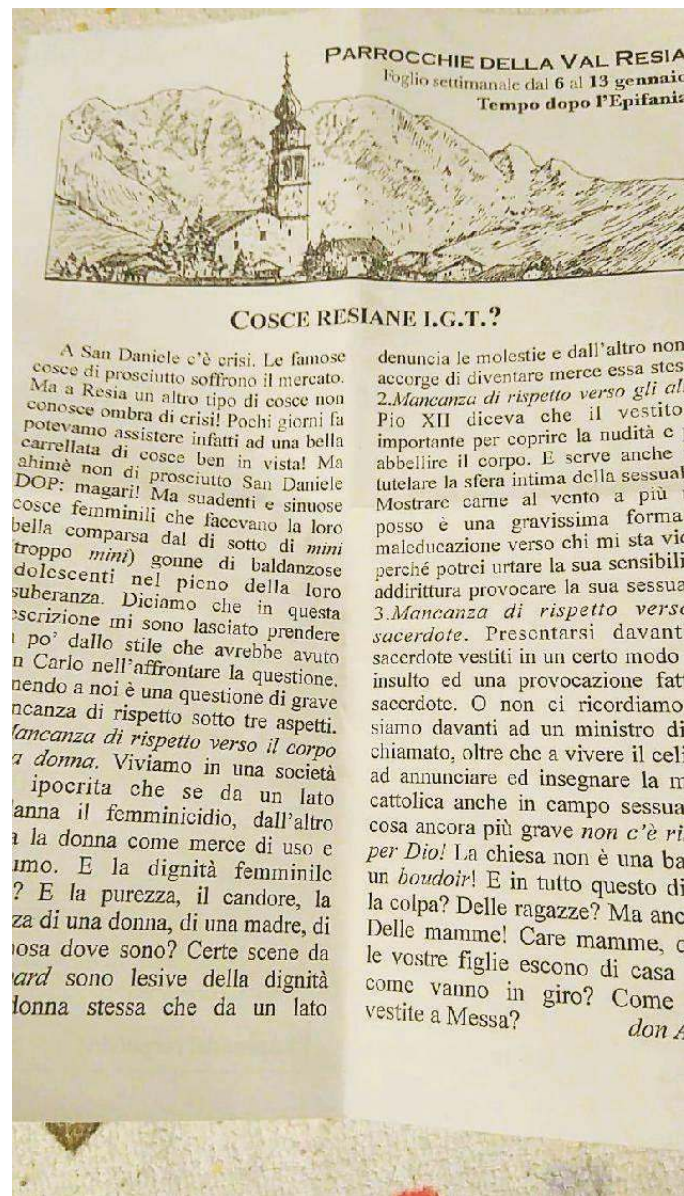 PARROCCHIE DELLA VAL RESIA
Foglio settimanale dal 6 al 13 gennaio
Tempo dopo l'Epifania
COSCE RESIANE I.G.T.?
A San Daniele c'è crisi. Le famose
cosce di prosciutto soffrono il mercato.
Ma a Resia un altro tipo di cosce non
conosce ombra di crisi! Pochi giorni fa
potevamo assistere infatti ad una bella
carrellata di cosce ben in vista! Ma
ahimè non di prosciutto San Daniele
DOP: magari! Ma suadenti e sinuose
cosce femminili che facevano la loro
bella comparsa dal di sotto di mini
troppo mini) gonne di baldanzose
dolescenti nel pieno della loro
suberanza. Diciamo che in questa
escrizione mi sono lasciato prendere
po' dallo stile che avrebbe avuto
n Carlo nell'affrontare la questione.
nendo a noi è una questione di grave
ncanza di rispetto sotto tre aspetti.
Mancanza di rispetto verso il corpo
a donna. Viviamo in una società
ipocrita che se da un lato
anna il femminicidio, dall'altro
a la donna come merce di uso e
umo. E la dignità femminile
? E la purezza, il candore, la
za di una donna, di una madre, di
osa dove sono? Certe scene da
ard sono lesive della dignità
donna stessa che da un lato
denuncia le molestie e dall'altro non
accorge di diventare merce essa stes
2.Mancanza di rispetto verso gli al
Pio XII diceva che il vestito
importante per coprire la nudità e
abbellire il corpo. E serve anche
tutelare la sfera intima della sessual
Mostrare carne al vento a più
posso è una gravissima forma
maleducazione verso chi mi sta vic
perché potrei urtare la sua sensibili
addirittura provocare la sua sessua
3.Mancanza di rispetto verso
sacerdote. Presentarsi davant
sacerdote vestiti in un certo modo
insulto ed una provocazione fat
sacerdote. O non ci ricordiamo
siamo davanti ad un ministro di
chiamato, oltre che a vivere il celi
ad annunciare ed insegnare la m
cattolica anche in campo sessua
cosa ancora più grave non c'è ri
per Dio! La chiesa non è una ba
un boudoir! E in tutto questo di
la colpa? Delle ragazze? Ma anc
Delle mamme! Care mamme, c
le vostre figlie escono di casa
come vanno in giro? Come
vestite a Messa?
don A